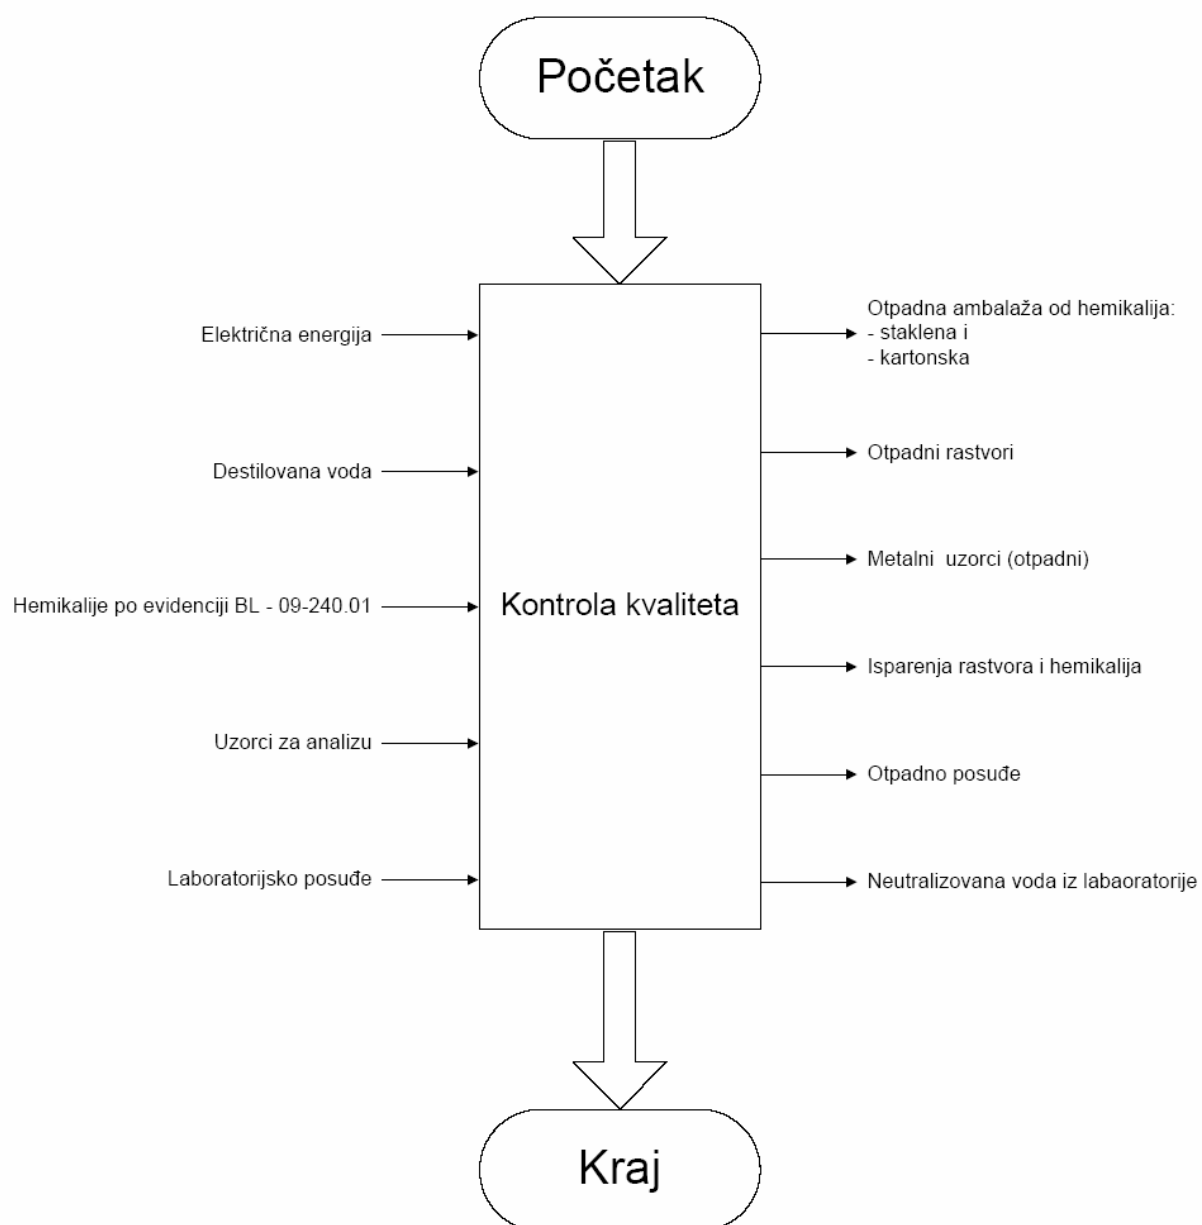 Početak
Električna energija
Destilovana voda
Hemikalije po evidenciji BL - 09-240.01
Uzorci za analizu
Laboratorijsko posuđe
Kontrola kvaliteta
Otpadna ambalaža od hemikalija:
- staklena i
- kartonska
Otpadni rastvori
Metalni  uzorci (otpadni)
Isparenja rastvora i hemikalija
Otpadno posuđe
Neutralizovana voda iz labaoratorije
Kraj